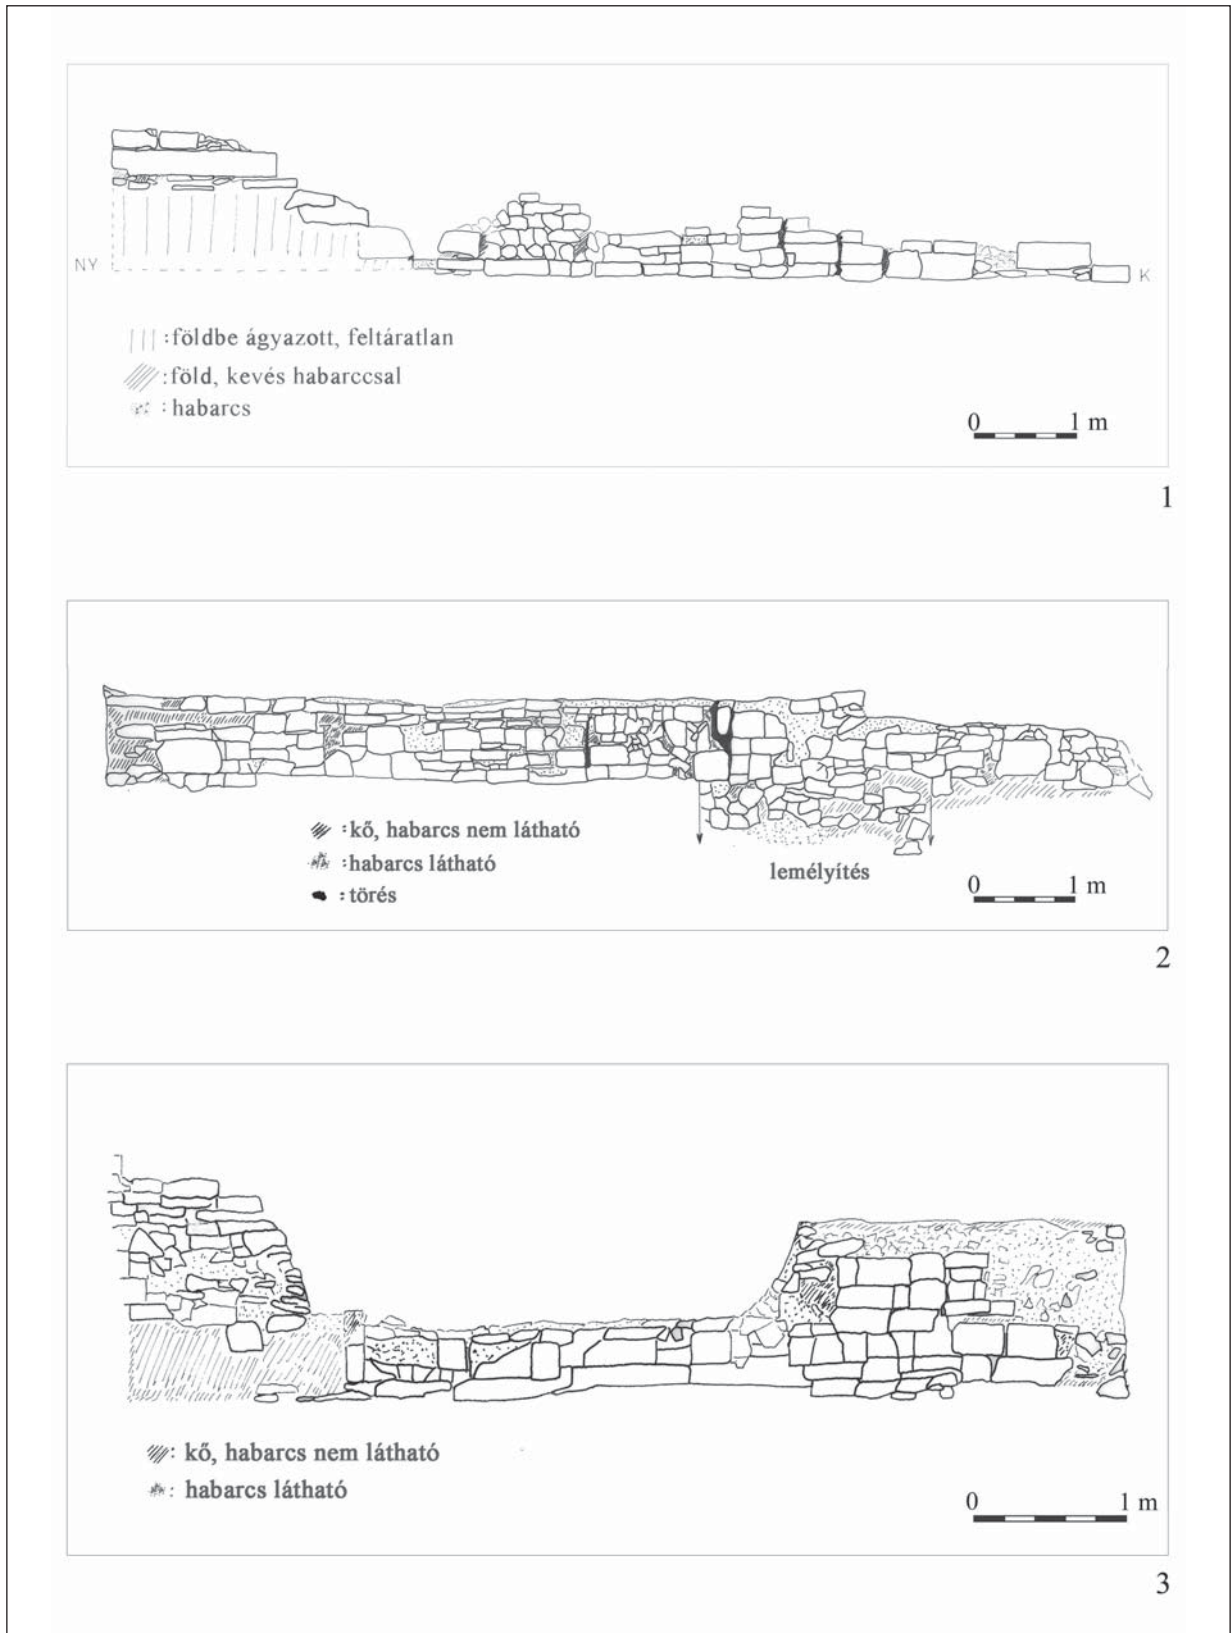 NY
K
: földbe ágyazott, feltáratlan
: föld, kevés habarccsal
: habarcs
0 1 m
1
: kő, habarcs nem látható
: habarcs látható
: törés
lemélyítés
0 1 m
2
: kő, habarcs nem látható
: habarcs látható
0 1 m
3